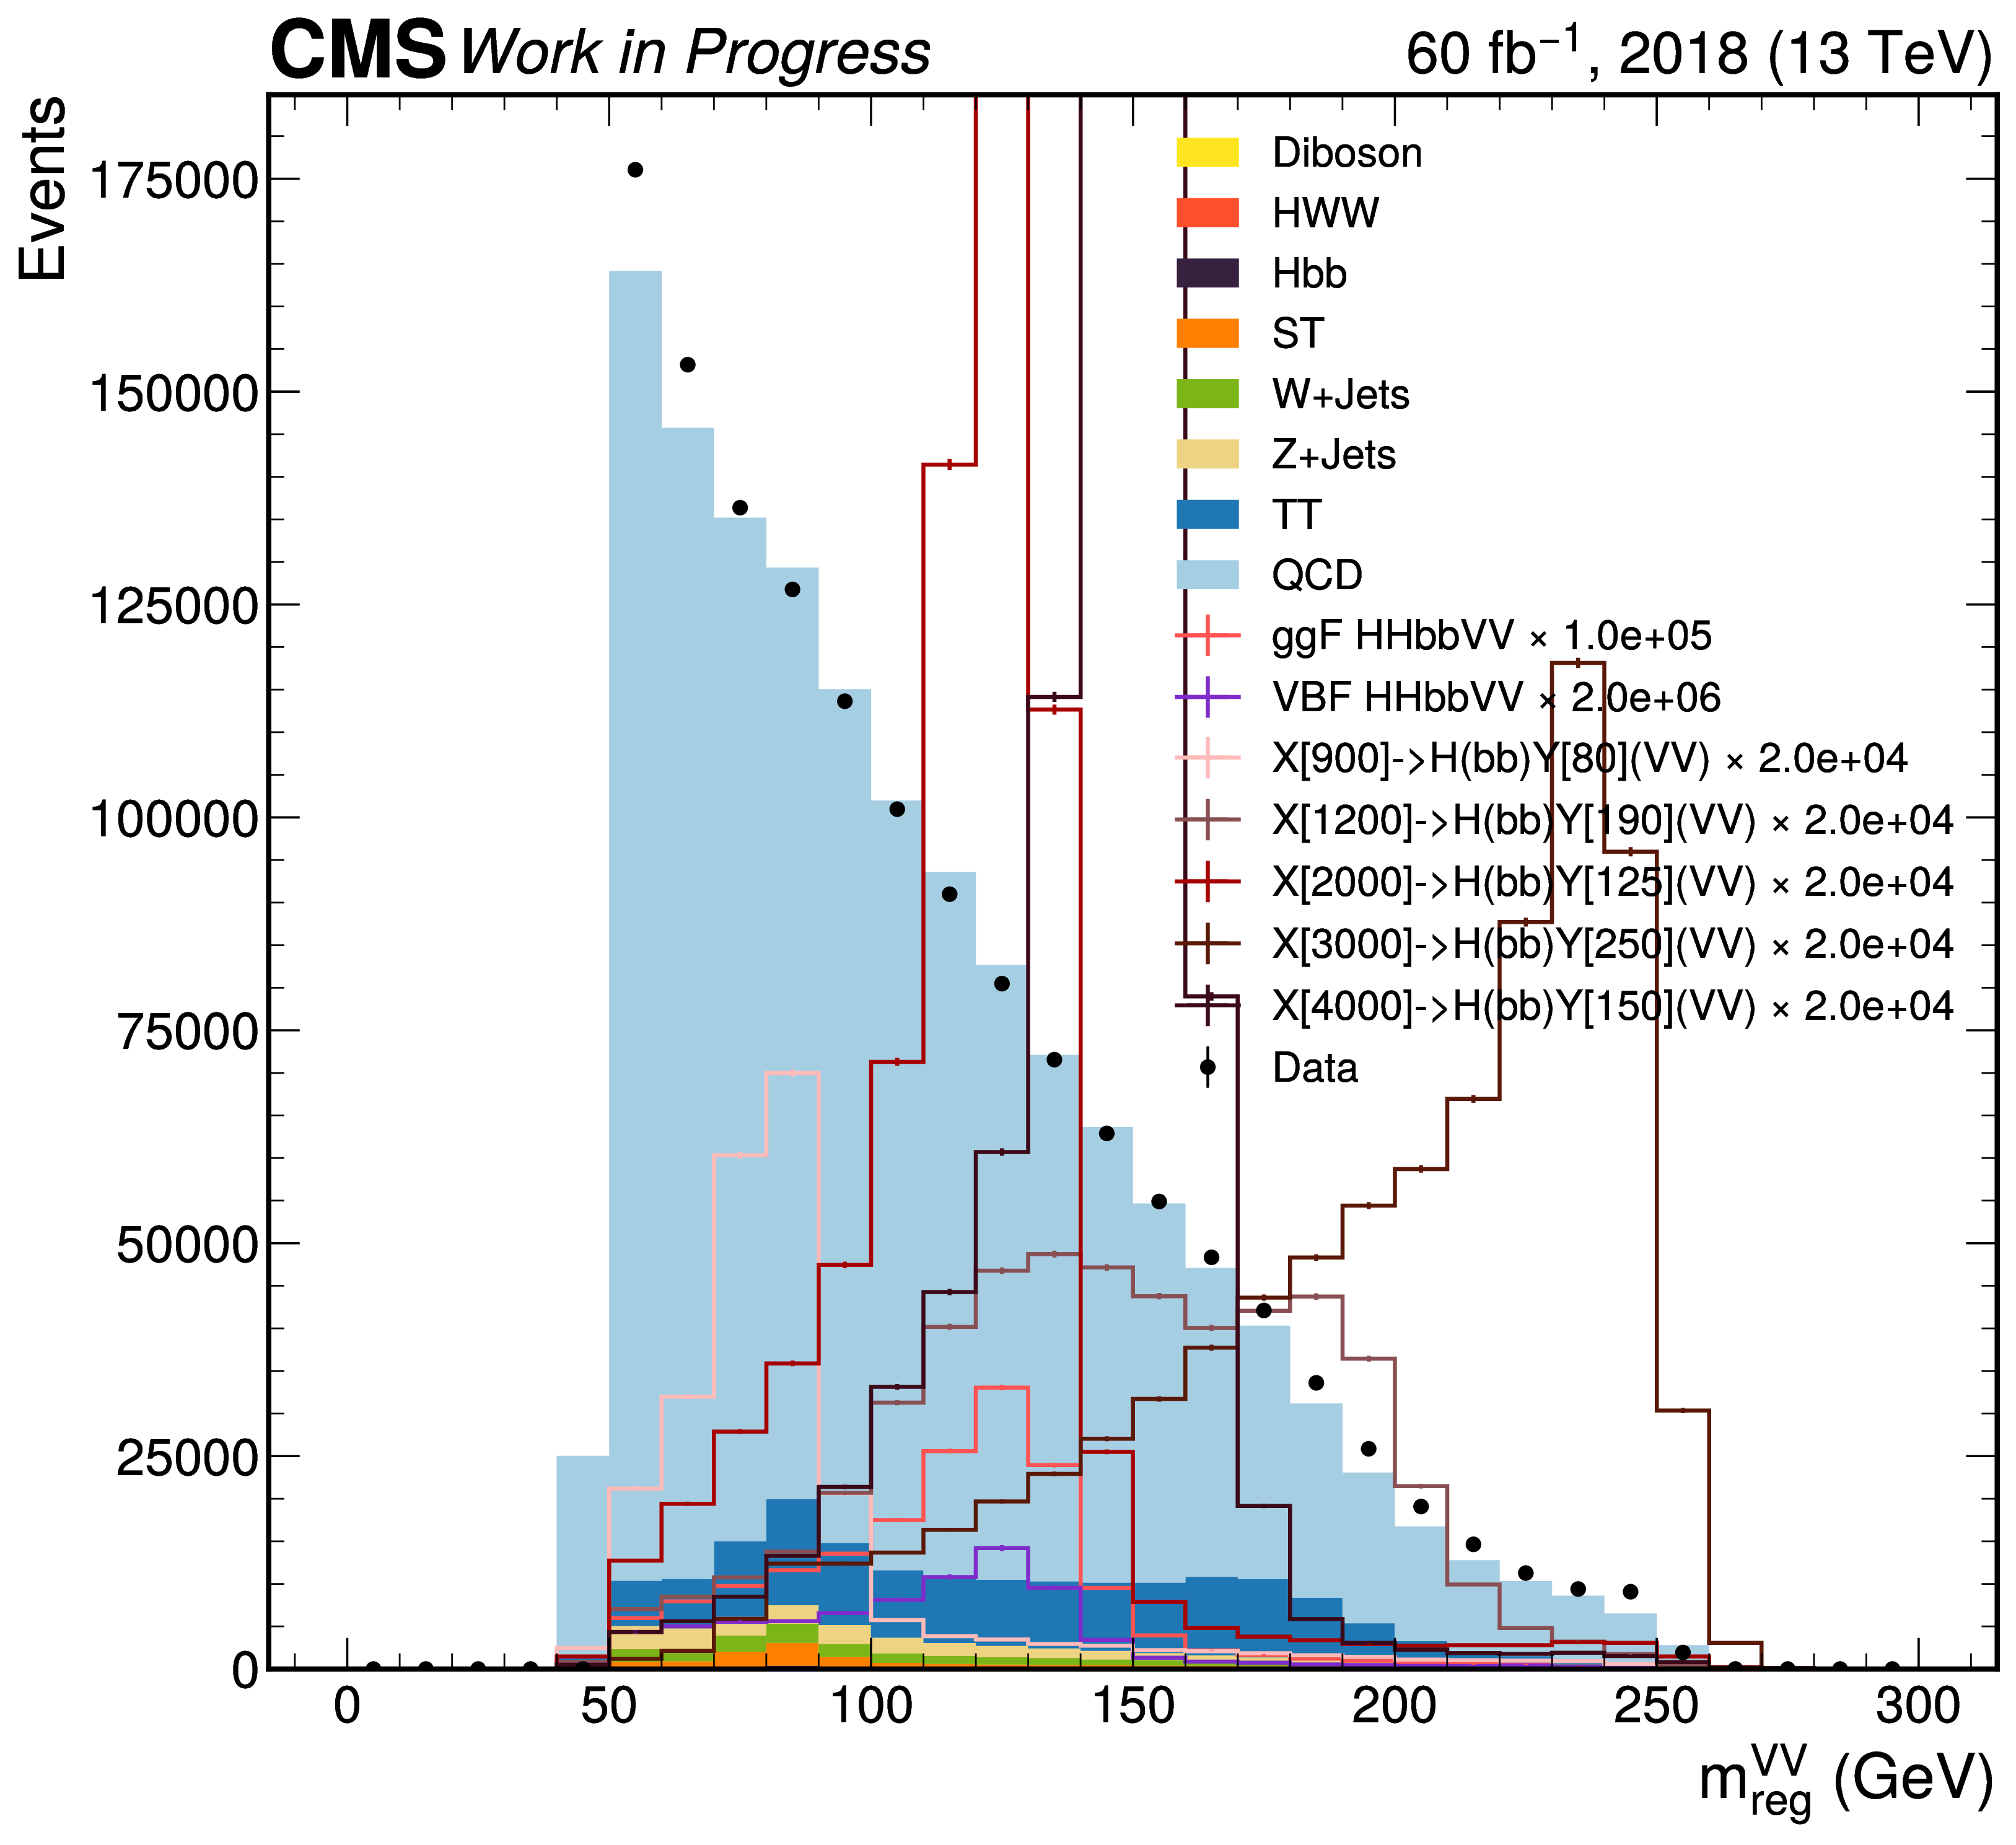 CMS Work in Progress
60 fb⁻¹, 2018 (13 TeV)
Events
175000
150000
125000
100000
75000
50000
25000
0
Diboson
HWW
Hbb
ST
W+Jets
Z+Jets
TT
QCD
ggF HHbbVV × 1.0e+05
VBF HHbbVV × 2.0e+06
X[900]->H(bb)Y[80](VV) × 2.0e+04
X[1200]->H(bb)Y[190](VV) × 2.0e+04
X[2000]->H(bb)Y[125](VV) × 2.0e+04
X[3000]->H(bb)Y[250](VV) × 2.0e+04
X[4000]->H(bb)Y[150](VV) × 2.0e+04
Data
0 50 100 150 200 250 300
m_reg^VV (GeV)